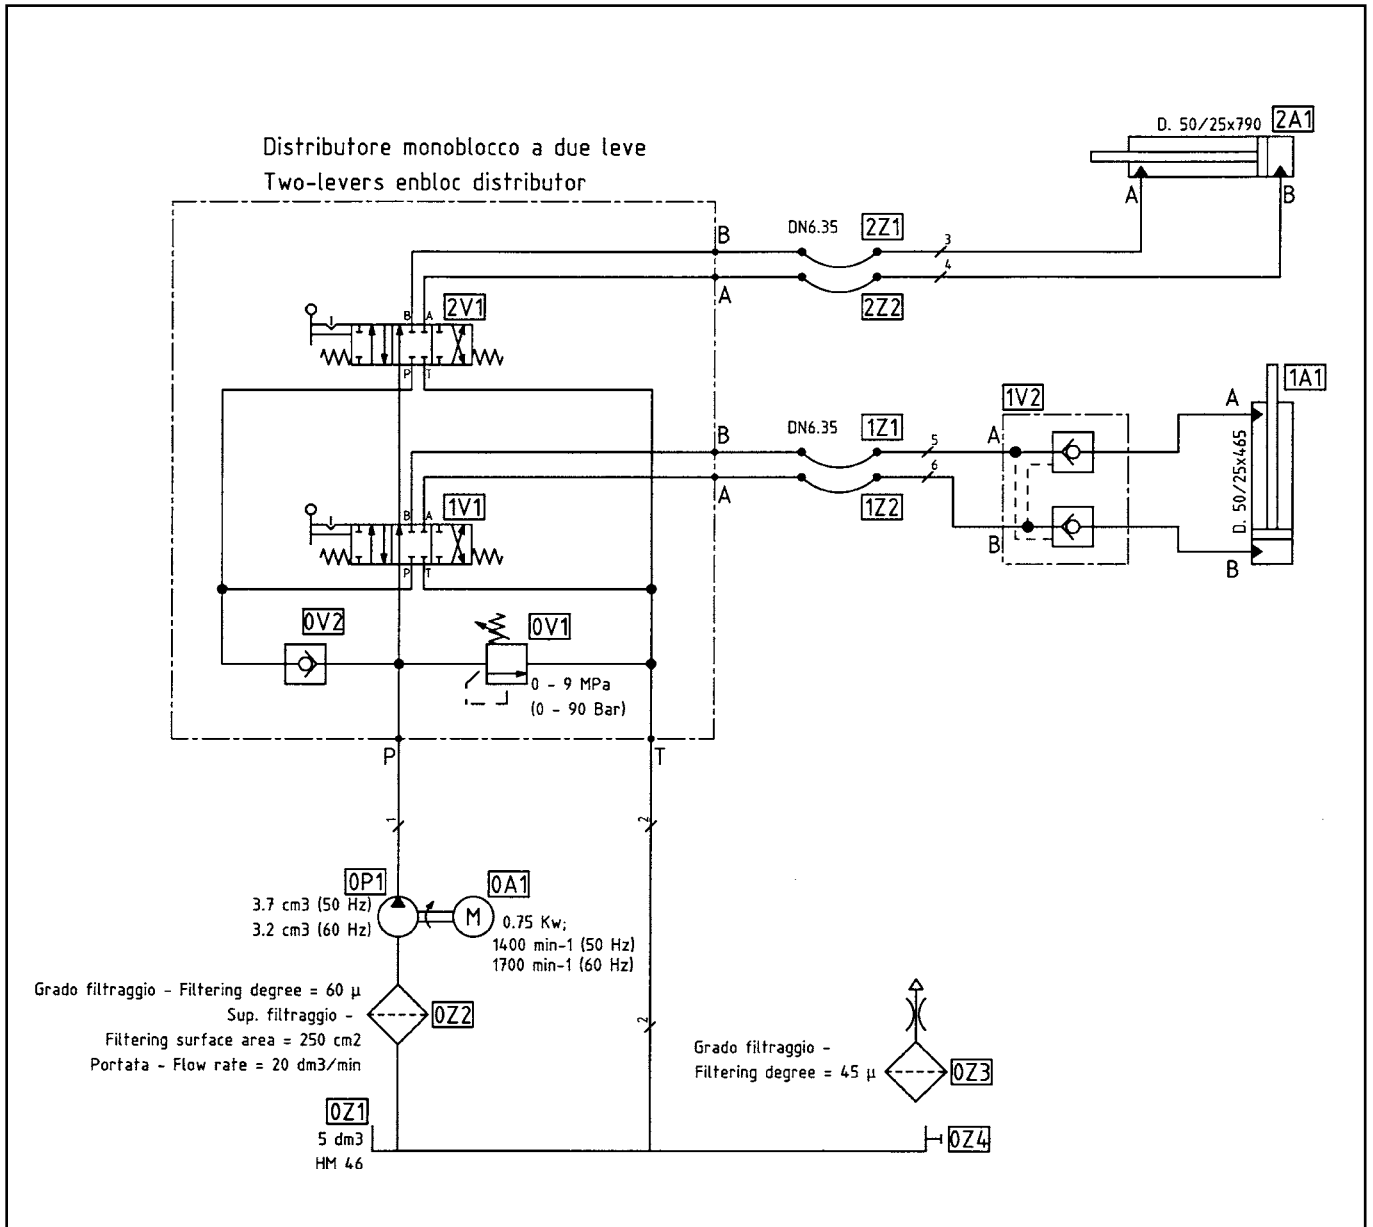 D. 50/25x790 2A1
Distributore monoblocco a due leve
Two-levers enbloc distributor
A B
B DN6.35 2Z1 3
4
A 2Z2
2V1
B A
P T
1A1
1V2
A
B DN6.35 1Z1 5 A
6
A 1Z2
D. 50/25x465
1V1
B A
B
P T
B
0V2 0V1
0 - 9 MPa
(0 - 90 Bar)
P T
1 2
0P1 0A1
3.7 cm3 (50 Hz)
3.2 cm3 (60 Hz)
M
0.75 Kw;
1400 min-1 (50 Hz)
1700 min-1 (60 Hz)
Grado filtraggio - Filtering degree = 60 µ
Sup. filtraggio - 0Z2
Filtering surface area = 250 cm2
Portata - Flow rate = 20 dm3/min
2
Grado filtraggio -
Filtering degree = 45 µ 0Z3
0Z1
5 dm3
HM 46
0Z4